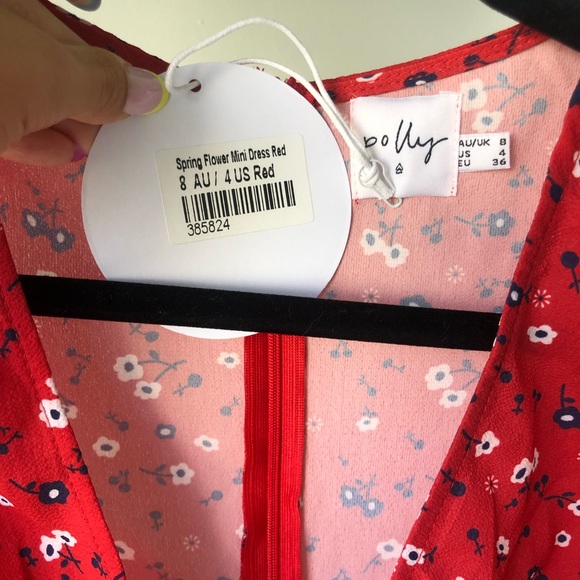 Spring Flower Mini Dress Red
8 AU / 4 US Red
385824
polly
AU/UK 8
US 4
EU 36